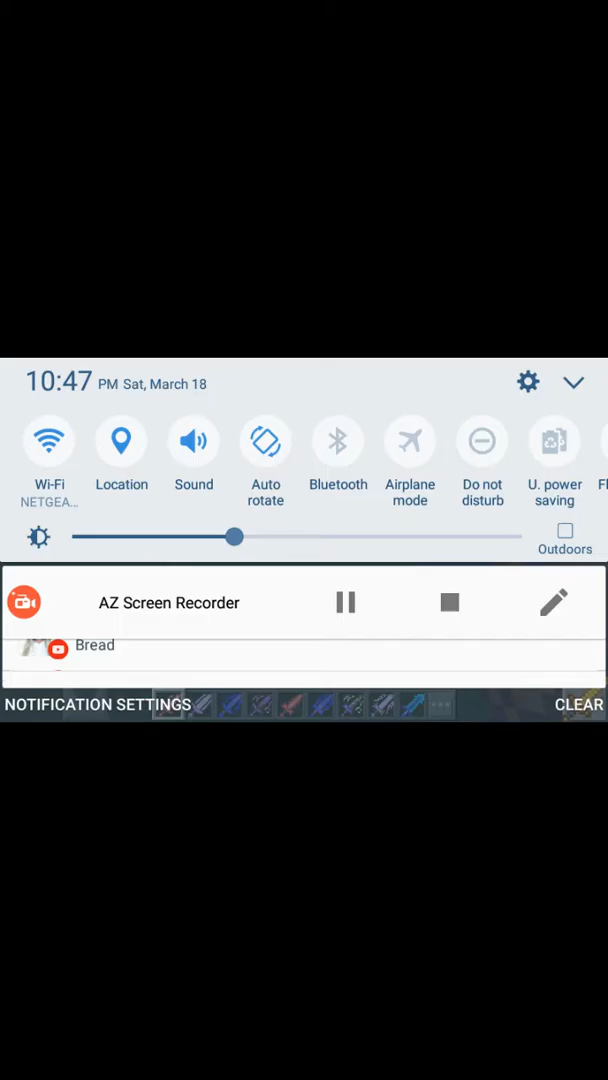 10:47 PM Sat, March 18
Wi-Fi Location Sound Auto rotate Bluetooth Airplane mode Do not disturb U. power saving Fl
NETGEA...
Outdoors
AZ Screen Recorder
Bread
NOTIFICATION SETTINGS CLEAR